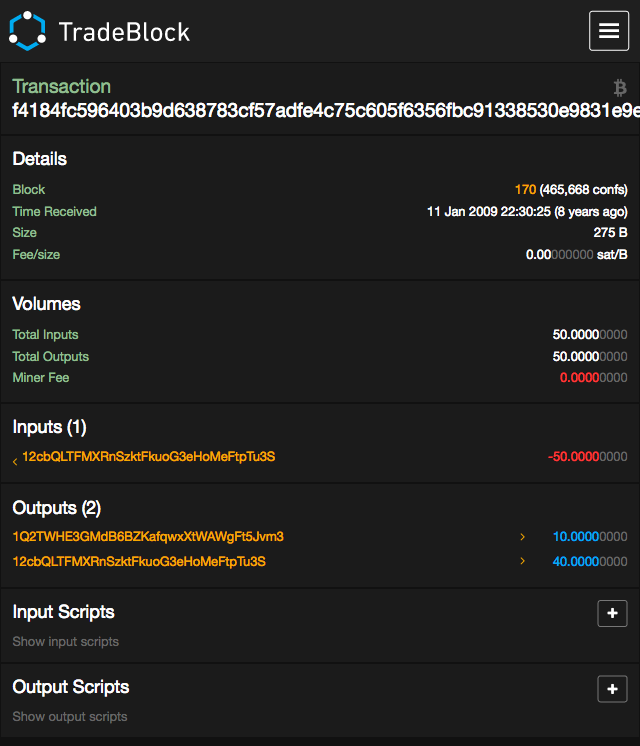 TradeBlock
Transaction
f4184fc596403b9d638783cf57adfe4c75c605f6356fbc91338530e9831e9e
Details
Block 170 (465,668 confs)
Time Received 11 Jan 2009 22:30:25 (8 years ago)
Size 275 B
Fee/size 0.00000000 sat/B
Volumes
Total Inputs 50.00000000
Total Outputs 50.00000000
Miner Fee 0.00000000
Inputs (1)
< 12cbQLTFMXRnSzktFkuoG3eHoMeFtpTu3S -50.00000000
Outputs (2)
1Q2TWHE3GMdB6BZKafqwxXtWAWgFt5Jvm3 > 10.00000000
12cbQLTFMXRnSzktFkuoG3eHoMeFtpTu3S > 40.00000000
Input Scripts +
Show input scripts
Output Scripts +
Show output scripts